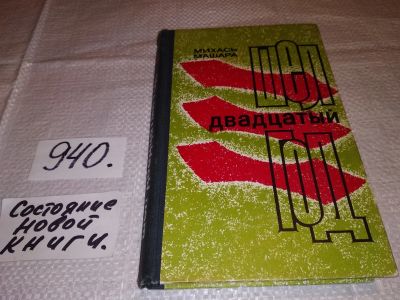 940.
Состояние
новой
книги.
МИХАСЬ
МАШАРА
ШЕЛ
двадцатый
ГОД